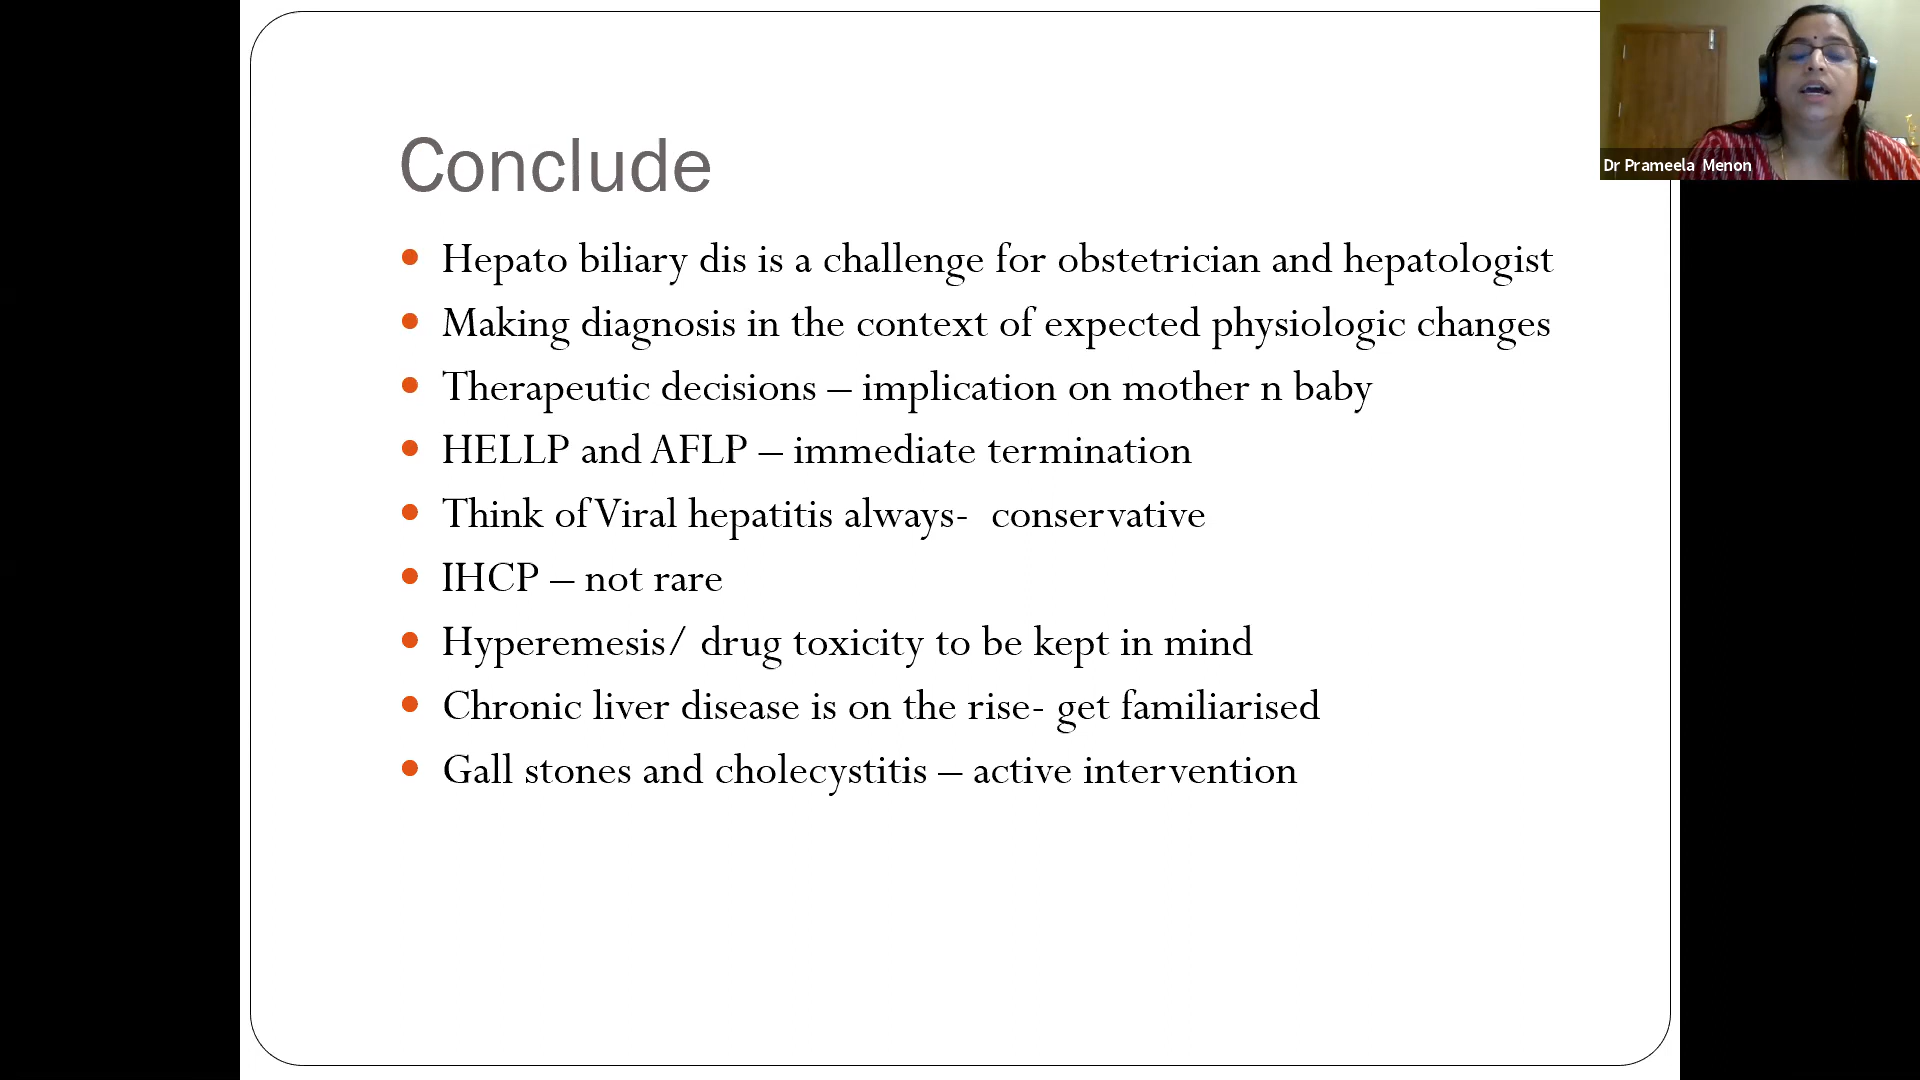 Conclude
Hepato biliary dis is a challenge for obstetrician and hepatologist
Making diagnosis in the context of expected physiologic changes
Therapeutic decisions – implication on mother n baby
HELLP and AFLP – immediate termination
Think of Viral hepatitis always-  conservative
IHCP – not rare
Hyperemesis/ drug toxicity to be kept in mind
Chronic liver disease is on the rise- get familiarised
Gall stones and cholecystitis – active intervention
Dr Prameela  Menon